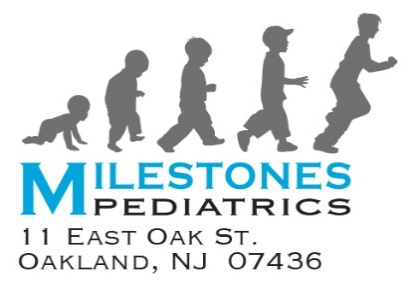 MILESTONES
PEDIATRICS
11 EAST OAK ST.
OAKLAND, NJ 07436